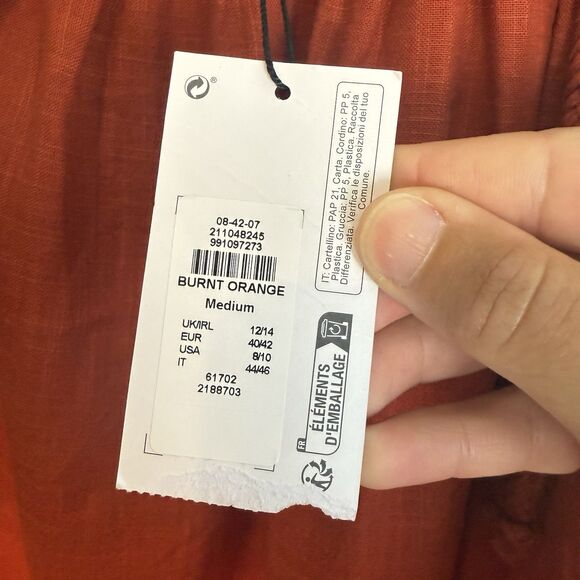 ®
08-42-07
211048245
991097273
BURNT ORANGE
Medium
UK/IRL 12/14
EUR 40/42
USA 8/10
IT 44/46
61702
2188703
IT: Cartellino: PAP 21, Carta. Cordino: PP 5,
Plastica. Gruccia: PP 5, Plastica. Raccolta
Differenziata. Verifica le disposizioni del tuo
Comune.
FR
ÉLÉMENTS
D'EMBALLAGE